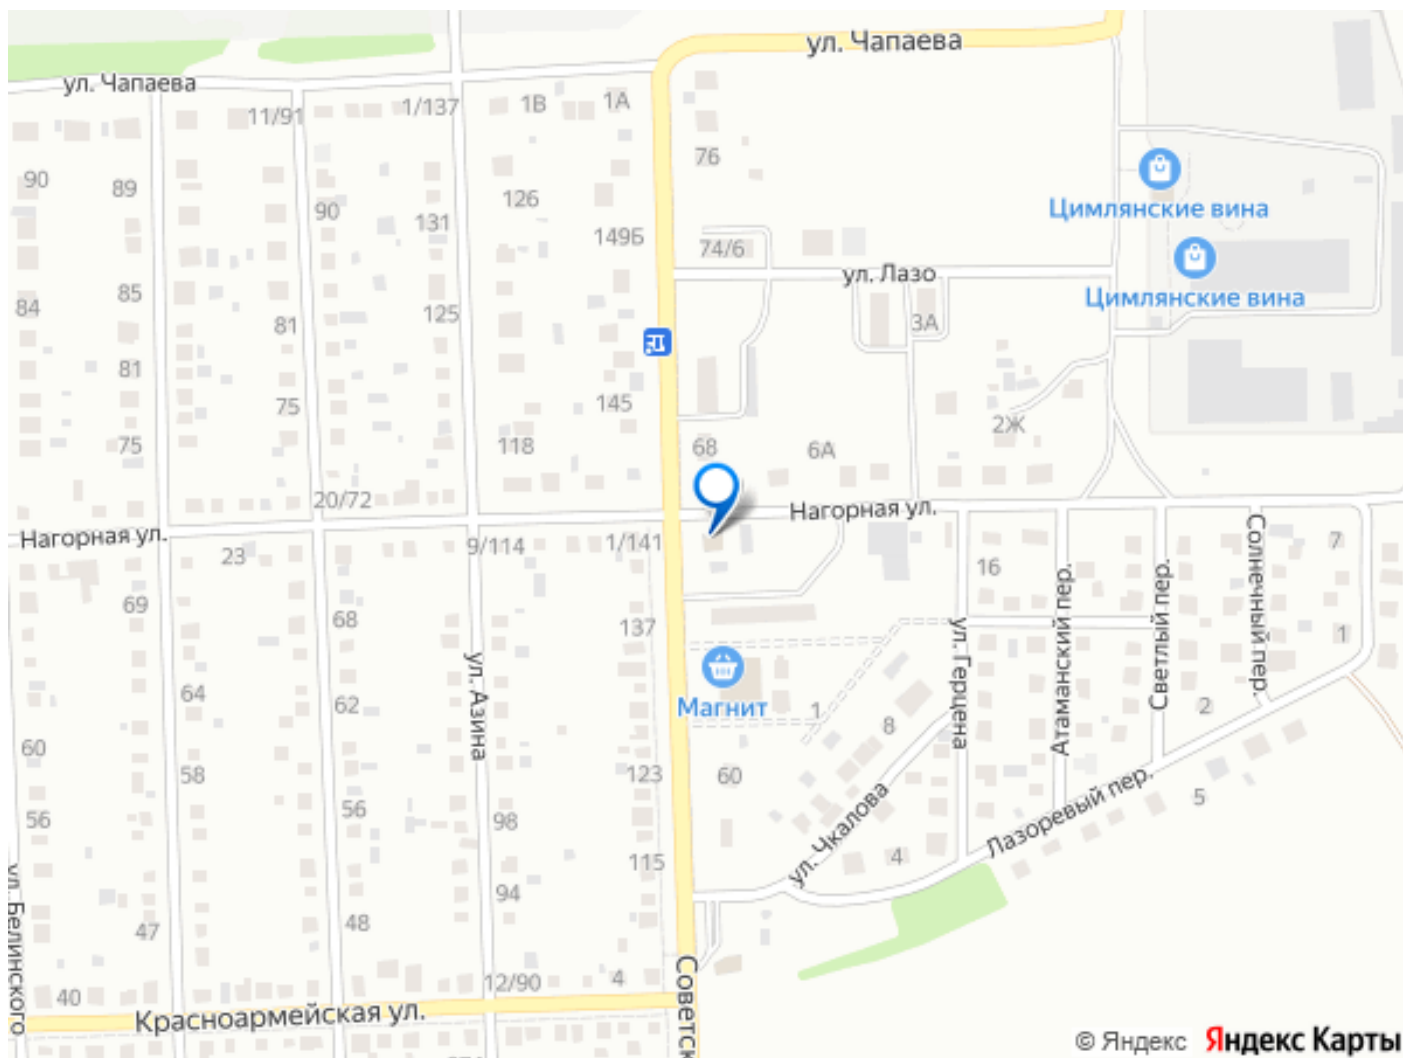 ул. Чапаева
ул. Чапаева
11/91
1/137
1В
1А
76
90
89
90
131
126
149Б
74/6
Цимлянские вина
ул. Лазо
Цимлянские вина
84
85
81
125
3А
81
75
145
2Ж
75
118
68
6А
20/72
Нагорная ул.
Нагорная ул.
23
9/114
1/141
16
7
69
68
137
1
ул. Азина
ул. Герцена
Атаманский пер.
Светлый пер.
Солнечный пер.
64
62
Магнит
1
8
2
60
58
123
60
5
56
56
98
ул. Чкалова
Лазоревый пер.
115
4
94
47
48
ул. Белинского
40
12/90
4
Советск
Красноармейская ул.
© Яндекс Яндекс Карты